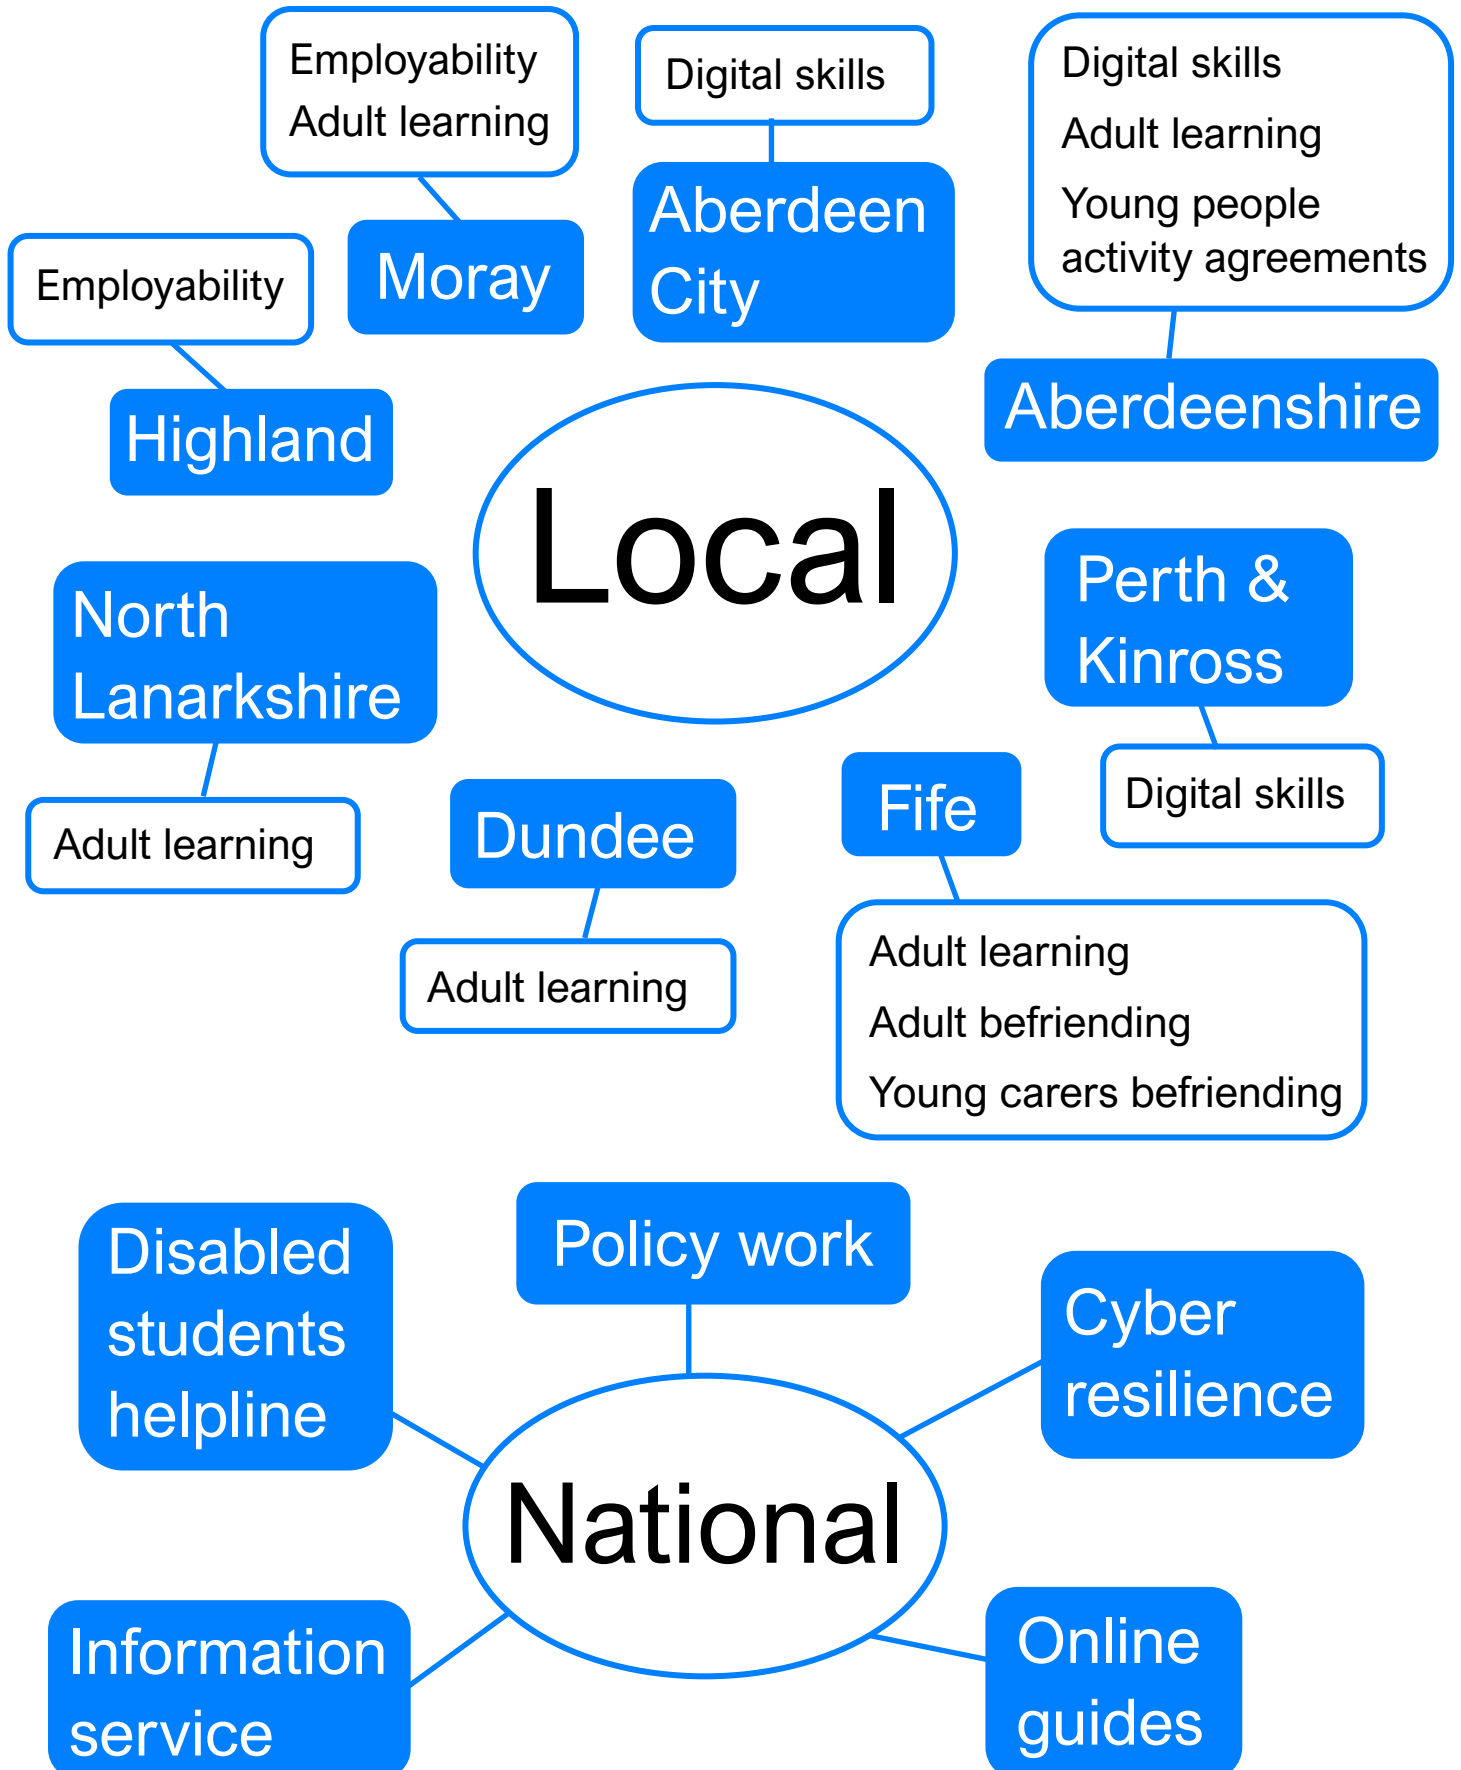 Employability
Adult learning
Digital skills
Digital skills
Adult learning
Young people
activity agreements
Employability
Moray
Aberdeen
City
Highland
Aberdeenshire
Local
North
Lanarkshire
Perth &
Kinross
Adult learning
Dundee
Fife
Digital skills
Adult learning
Adult learning
Adult befriending
Young carers befriending
Disabled
students
helpline
Policy work
Cyber
resilience
National
Information
service
Online
guides